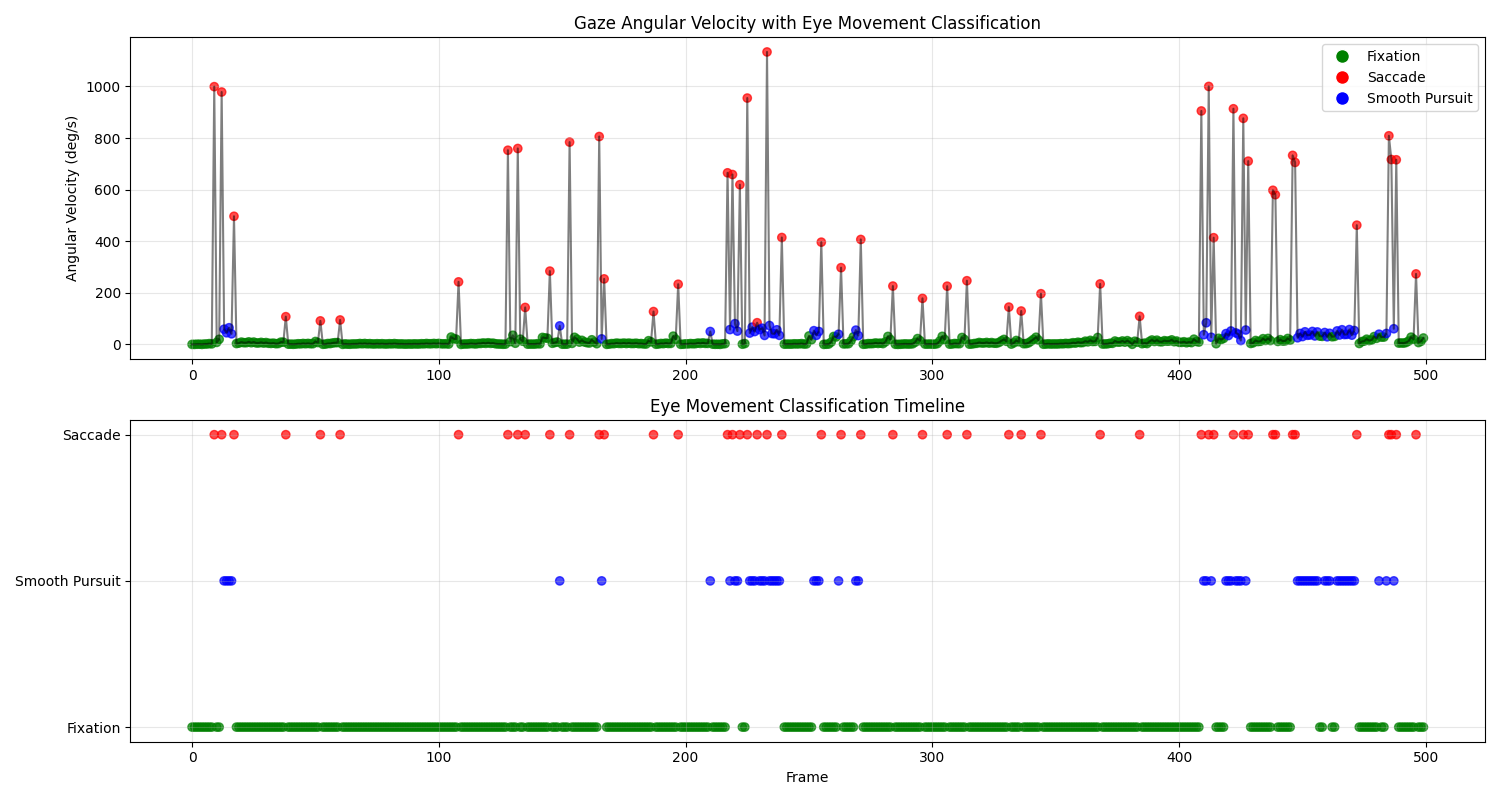 Gaze Angular Velocity with Eye Movement Classification
Angular Velocity (deg/s)
1000
800
600
400
200
0
Fixation
Saccade
Smooth Pursuit
0 100 200 300 400 500
Eye Movement Classification Timeline
Saccade
Smooth Pursuit
Fixation
0 100 200 300 400 500
Frame